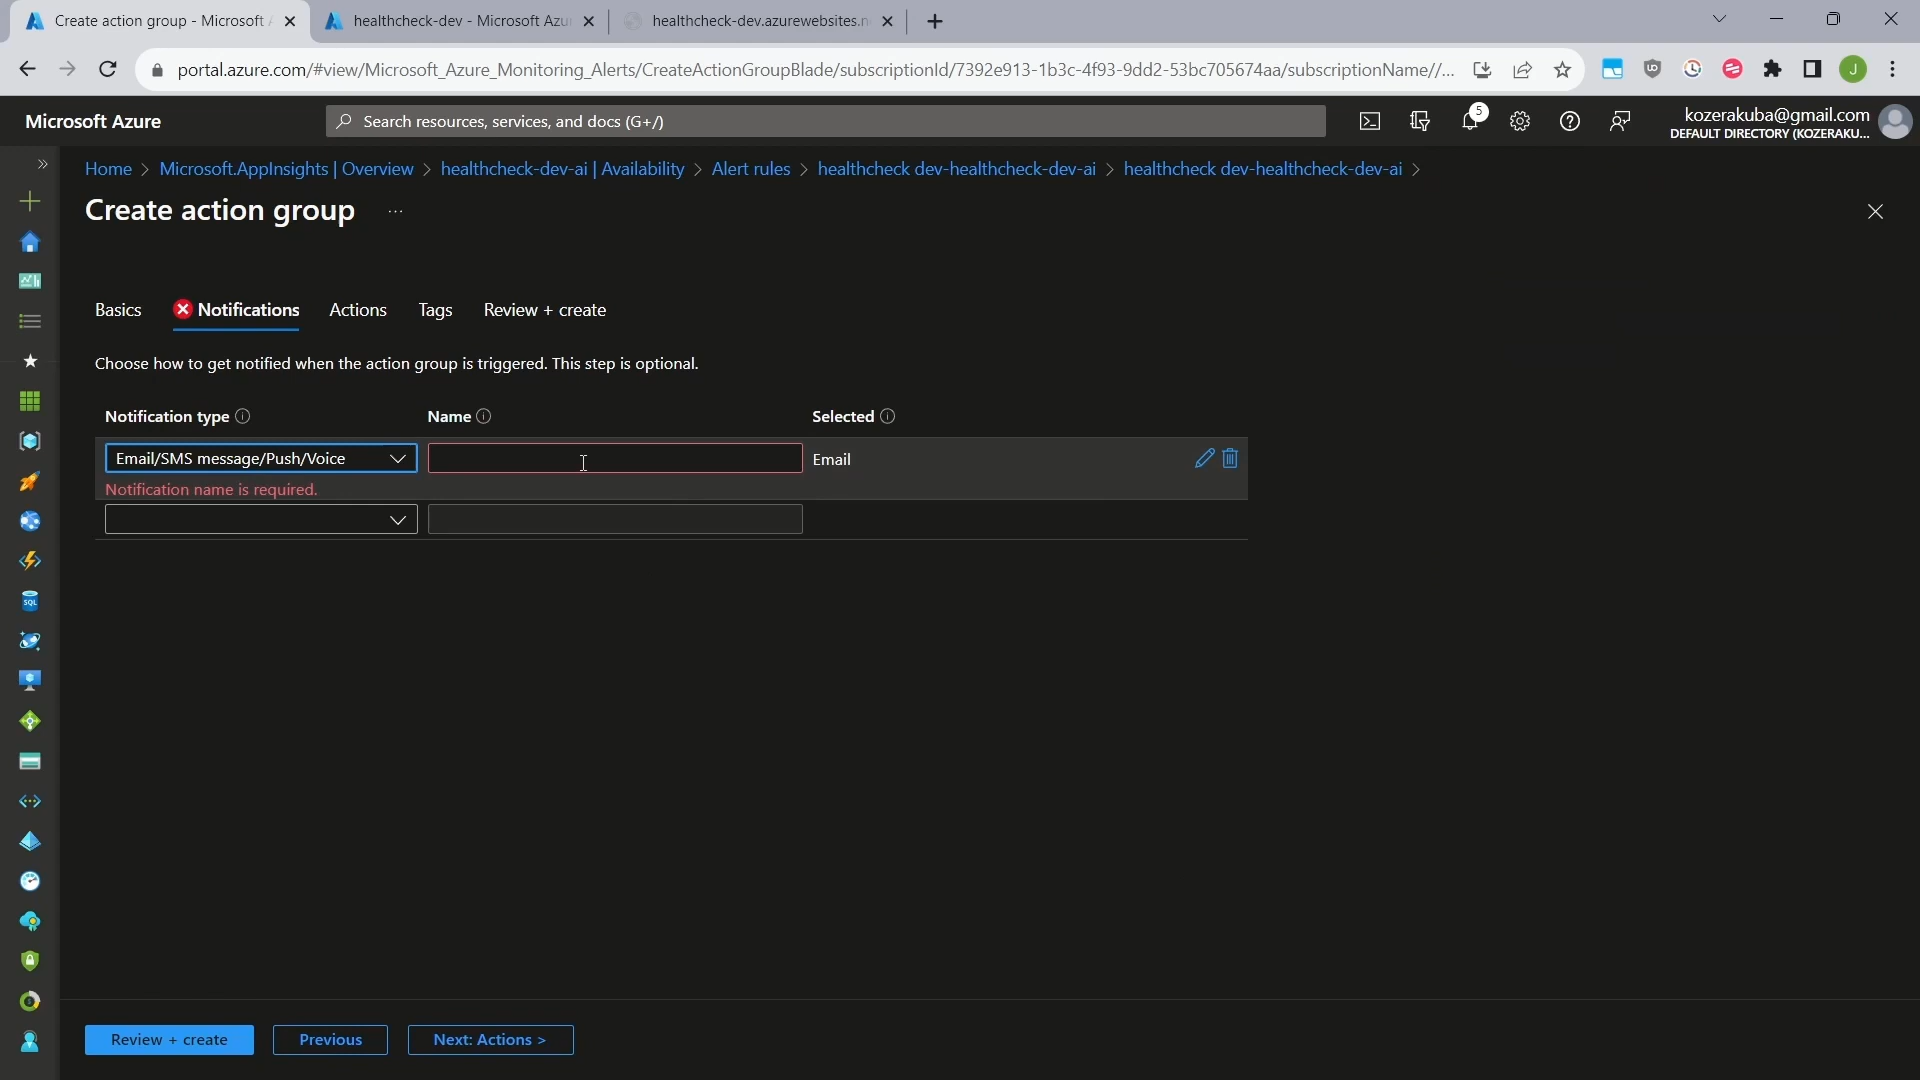 Create action group - Microsoft
healthcheck-dev - Microsoft Azu
healthcheck-dev.azurewebsites.n
portal.azure.com/#view/Microsoft_Azure_Monitoring_Alerts/CreateActionGroupBlade/subscriptionId/7392e913-1b3c-4f93-9dd2-53bc705674aa/subscriptionName//...
J
Microsoft Azure
Search resources, services, and docs (G+/)
5
kozerakuba@gmail.com
DEFAULT DIRECTORY (KOZERAKU...
Home > Microsoft.AppInsights | Overview > healthcheck-dev-ai | Availability > Alert rules > healthcheck dev-healthcheck-dev-ai > healthcheck dev-healthcheck-dev-ai >
Create action group ...
Basics Notifications Actions Tags Review + create
Choose how to get notified when the action group is triggered. This step is optional.
Notification type Name Selected
Email/SMS message/Push/Voice Email
Notification name is required.
SQL
Review + create Previous Next: Actions >